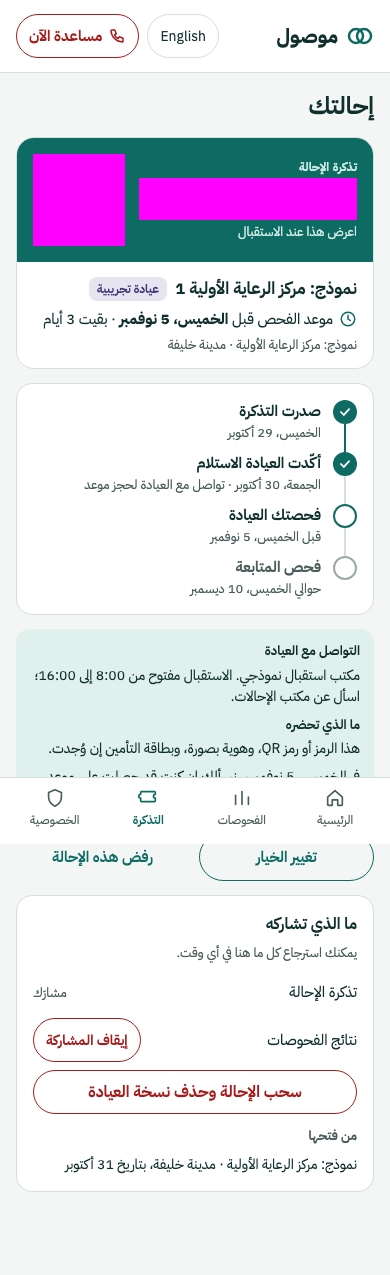 موصول
English
مساعدة الآن
إحالتك
تذكرة الإحالة
اعرض هذا عند الاستقبال
نموذج: مركز الرعاية الأولية 1
عيادة تجريبية
موعد الفحص قبل الخميس، 5 نوفمبر · بقيت 3 أيام
نموذج: مركز الرعاية الأولية · مدينة خليفة
صدرت التذكرة
الخميس، 29 أكتوبر
أكّدت العيادة الاستلام
الجمعة، 30 أكتوبر · تواصل مع العيادة لحجز موعد
فحصتك العيادة
قبل الخميس، 5 نوفمبر
فحص المتابعة
حوالي الخميس، 10 ديسمبر
التواصل مع العيادة
مكتب استقبال نموذجي. الاستقبال مفتوح من 8:00 إلى 16:00؛
اسأل عن مكتب الإحالات.
ما الذي تحضره
هذا الرمز أو رمز QR، وهوية بصورة، وبطاقة التأمين إن وُجدت.
الرئيسية
الفحوصات
التذكرة
الخصوصية
تغيير الخيار
رفض هذه الإحالة
ما الذي تشاركه
يمكنك استرجاع كل ما هنا في أي وقت.
تذكرة الإحالة
مشارَك
نتائج الفحوصات
إيقاف المشاركة
سحب الإحالة وحذف نسخة العيادة
من فتحها
نموذج: مركز الرعاية الأولية · مدينة خليفة، بتاريخ 31 أكتوبر